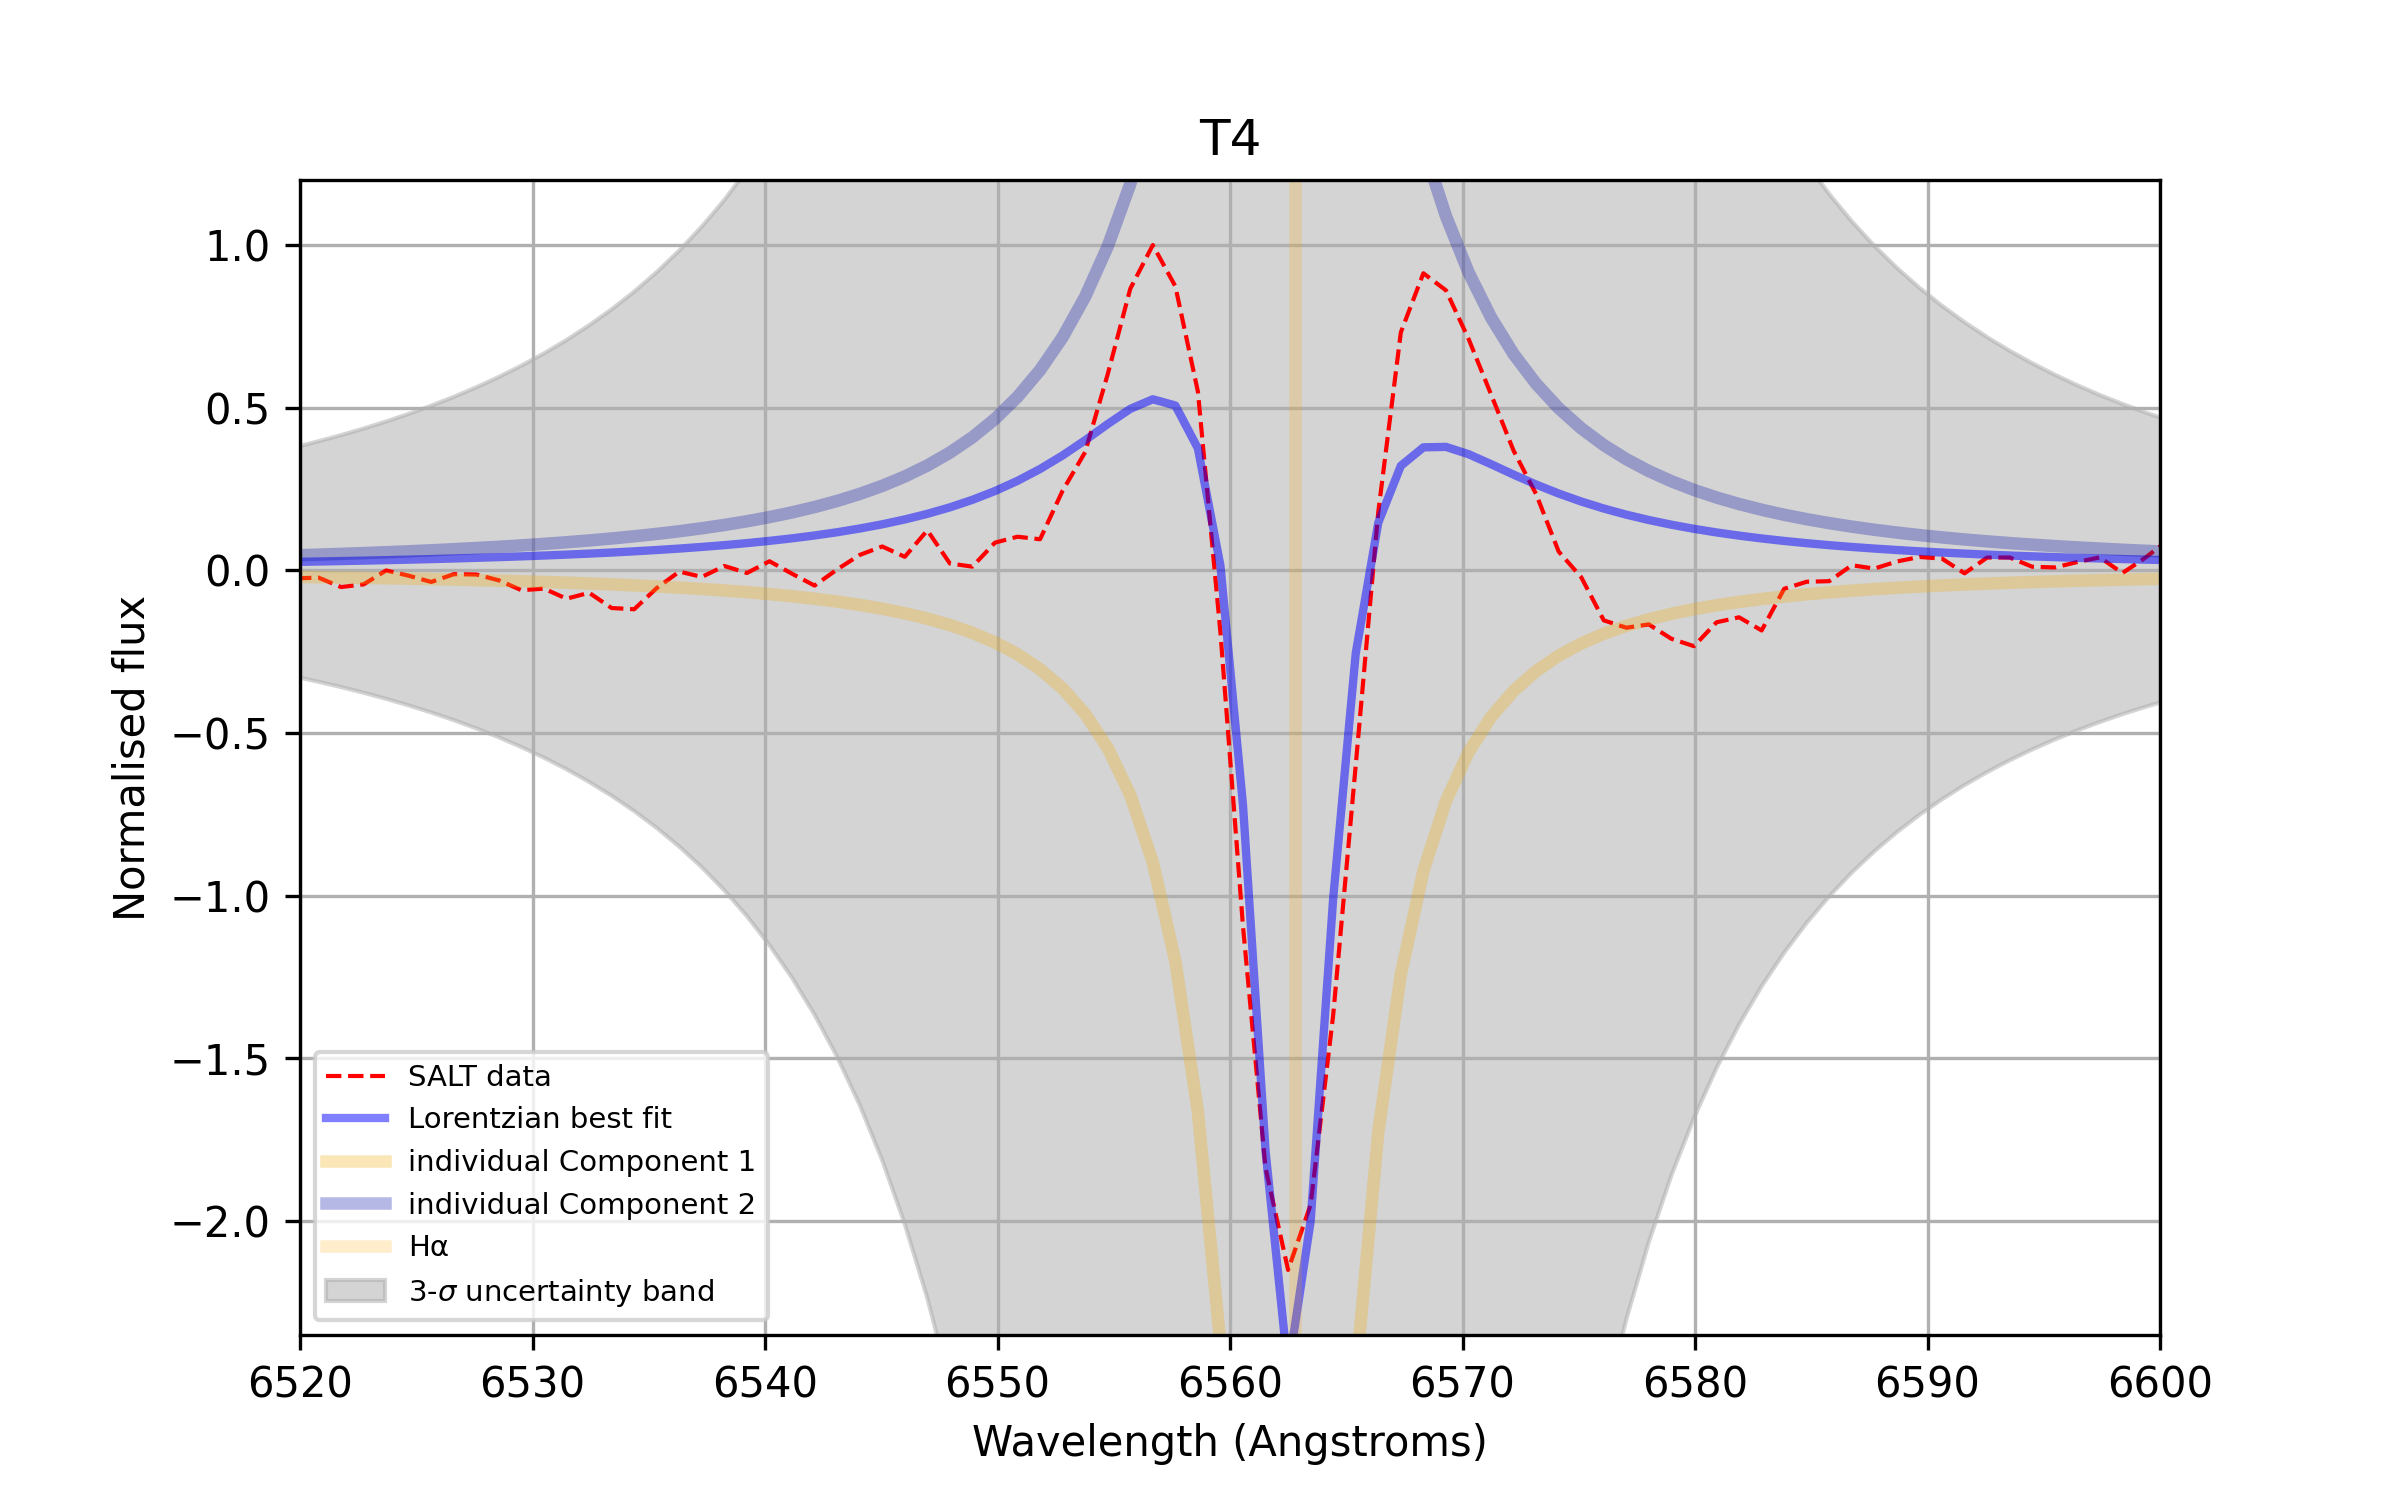 T4
Normalised flux
1.0
0.5
0.0
−0.5
−1.0
−1.5
−2.0
SALT data
Lorentzian best fit
individual Component 1
individual Component 2
Hα
3-σ uncertainty band
6520 6530 6540 6550 6560 6570 6580 6590 6600
Wavelength (Angstroms)